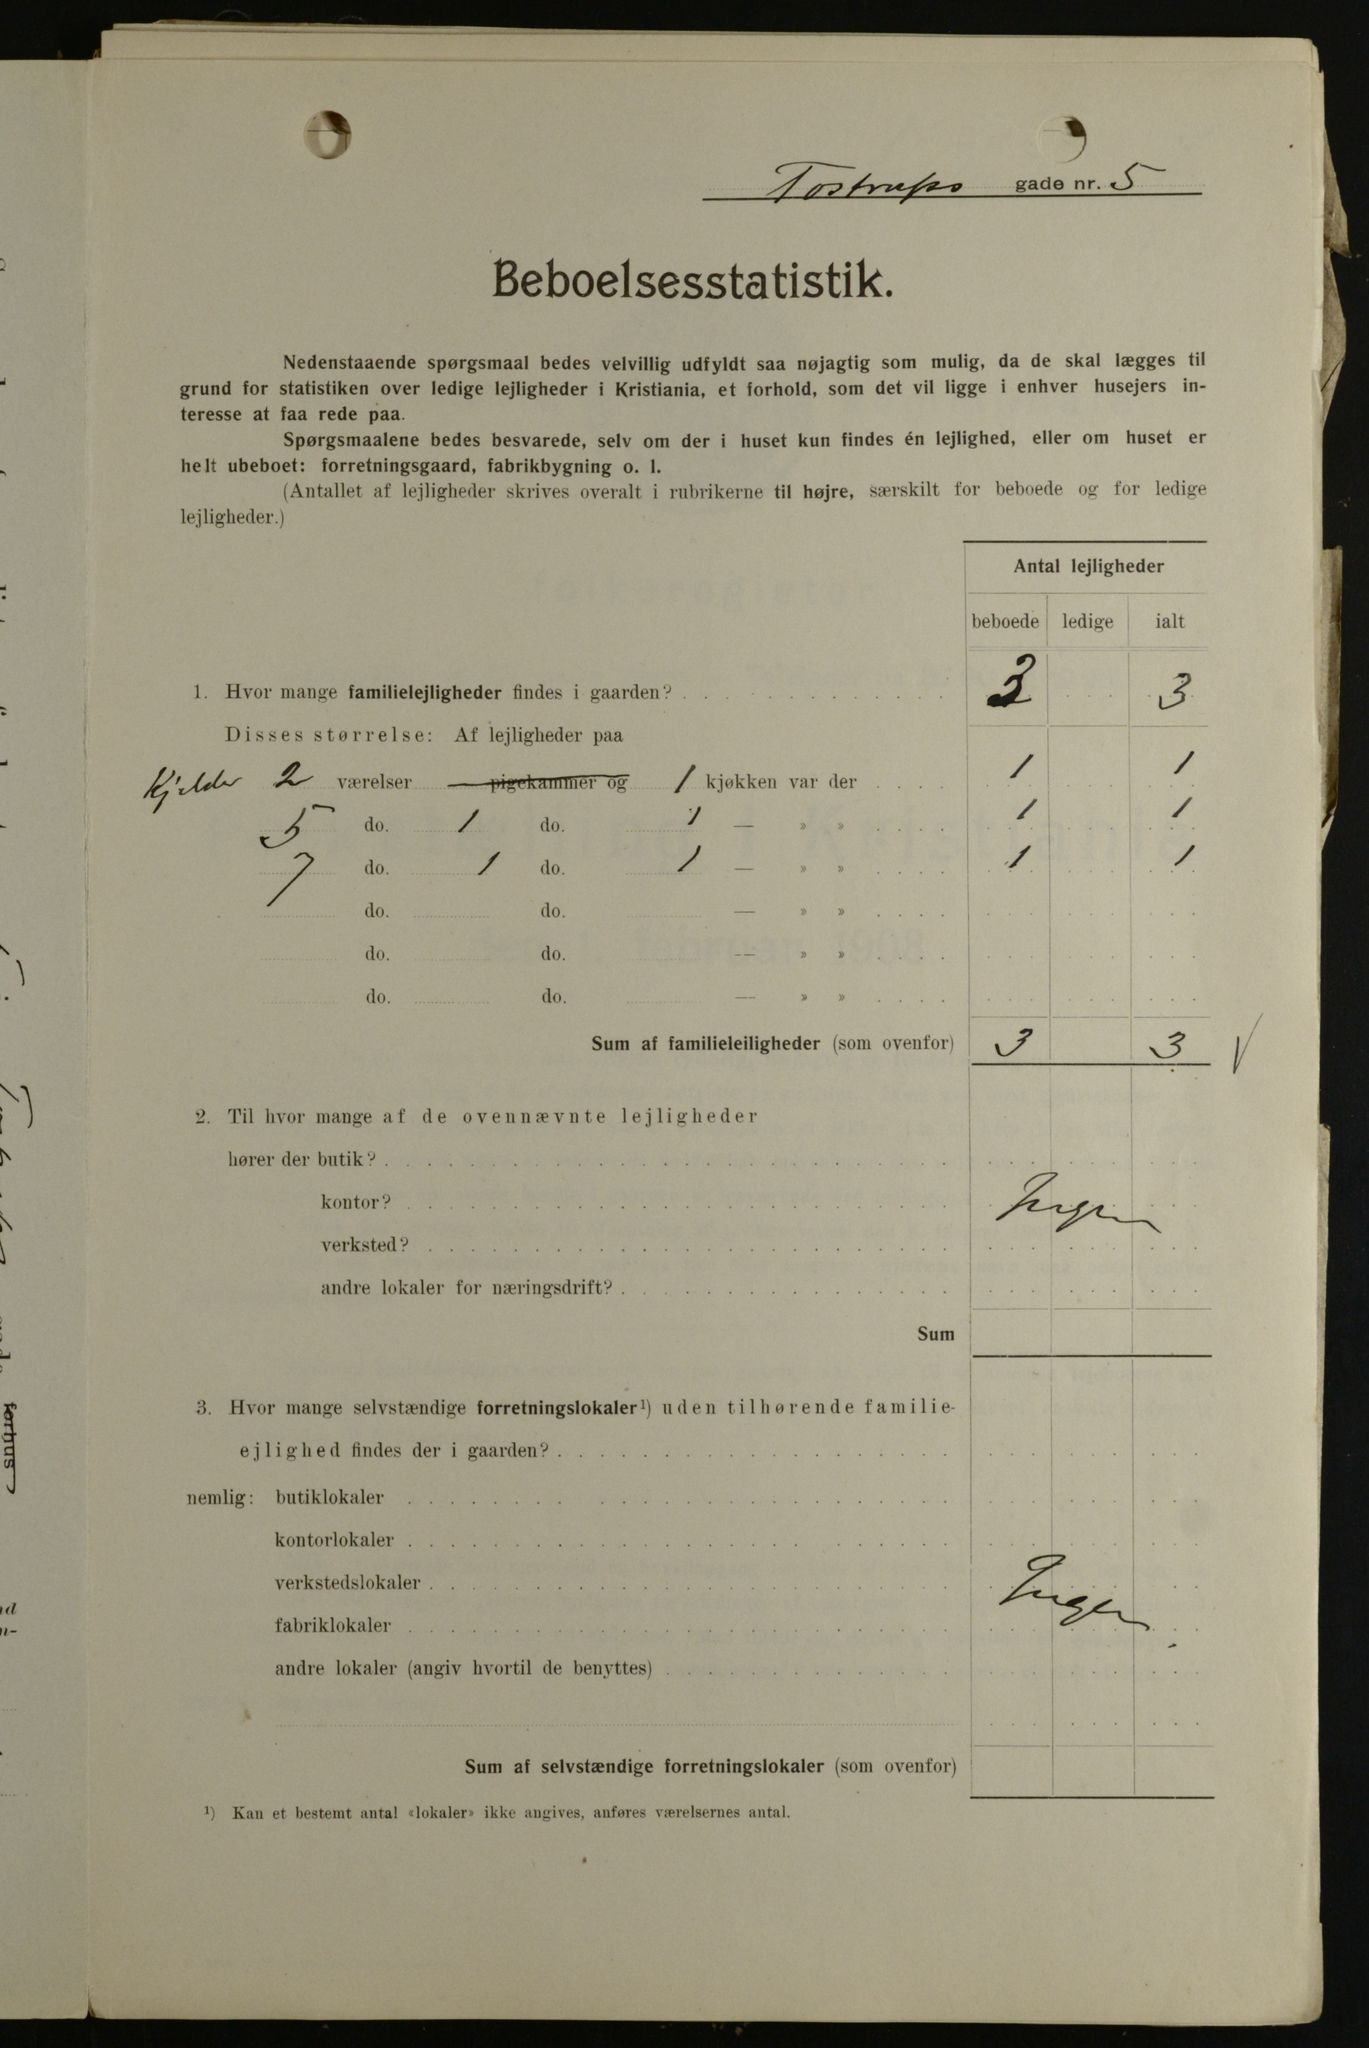 Tostrups gade nr. 5
Beboelsesstatistik.
Nedenstaaende spørgsmaal bedes velvillig udfyldt saa nøjagtig som mulig, da de skal lægges til
grund for statistiken over ledige lejligheder i Kristiania, et forhold, som det vil ligge i enhver husejers in-
teresse at faa rede paa.
Spørgsmaalene bedes besvarede, selv om der i huset kun findes én lejlighed, eller om huset er
helt ubeboet: forretningsgaard, fabrikbygning o. l.
(Antallet af lejligheder skrives overalt i rubrikerne til højre, særskilt for beboede og for ledige
lejligheder.)
Antal lejligheder
beboede ledige ialt
1. Hvor mange familielejligheder findes i gaarden? 3 3
Disses størrelse: Af lejligheder paa
Kjelder 2 værelser pigekammer og 1 kjøkken var der 1 1
5 do. 1 do. 1 — » » 1 1
7 do. 1 do. 1 — » » 1 1
do. do. — » »
do. do. — » »
do. do. — » »
Sum af familieleiligheder (som ovenfor) 3 3 V
2. Til hvor mange af de ovennævnte lejligheder
hører der butik?
kontor? Ingen
verksted?
andre lokaler for næringsdrift?
Sum
3. Hvor mange selvstændige forretningslokaler¹) uden tilhørende familie-
ejlighed findes der i gaarden?
nemlig: butiklokaler
kontorlokaler
verkstedslokaler Ingen.
fabriklokaler
andre lokaler (angiv hvortil de benyttes)
Sum af selvstændige forretningslokaler (som ovenfor)
¹) Kan et bestemt antal «lokaler» ikke angives, anføres værelsernes antal.
forhus